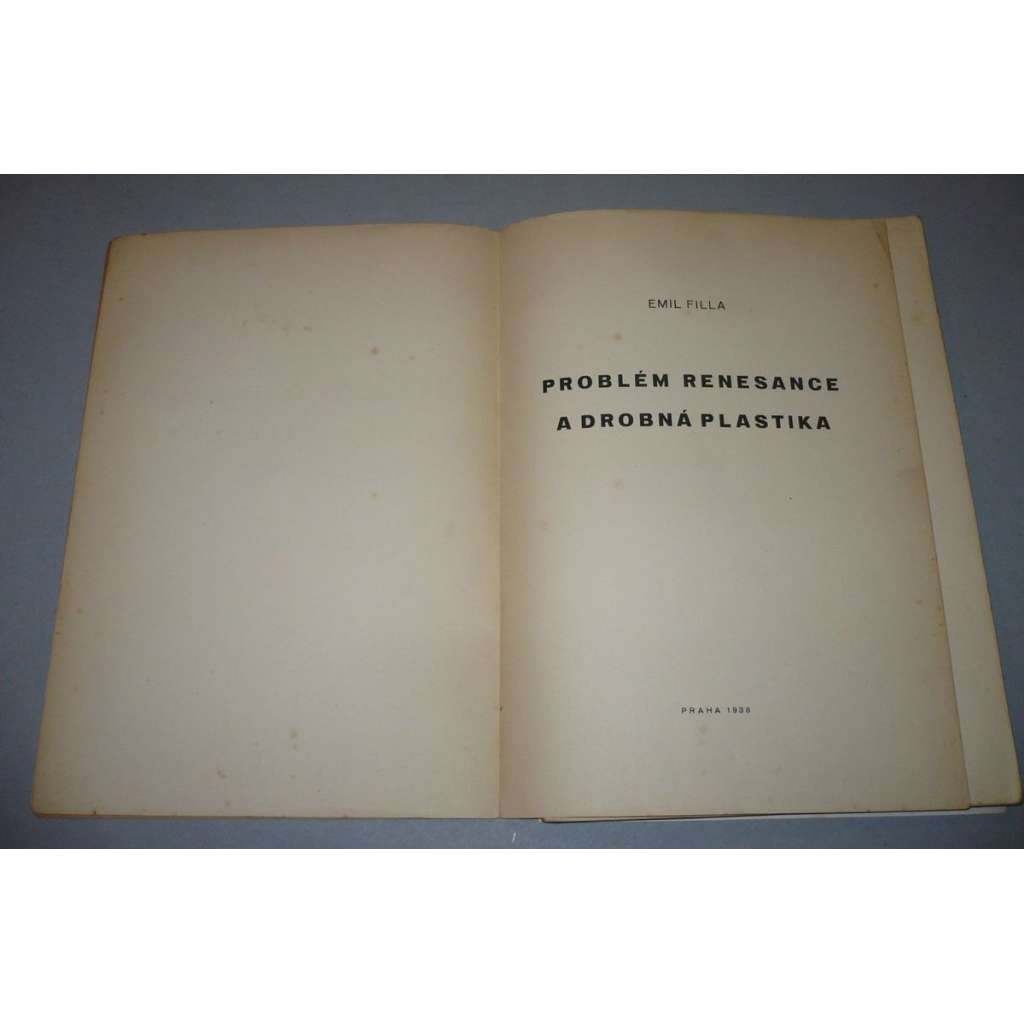 EMIL FILLA
PROBLÉM RENESANCE
A DROBNÁ PLASTIKA
PRAHA 1938